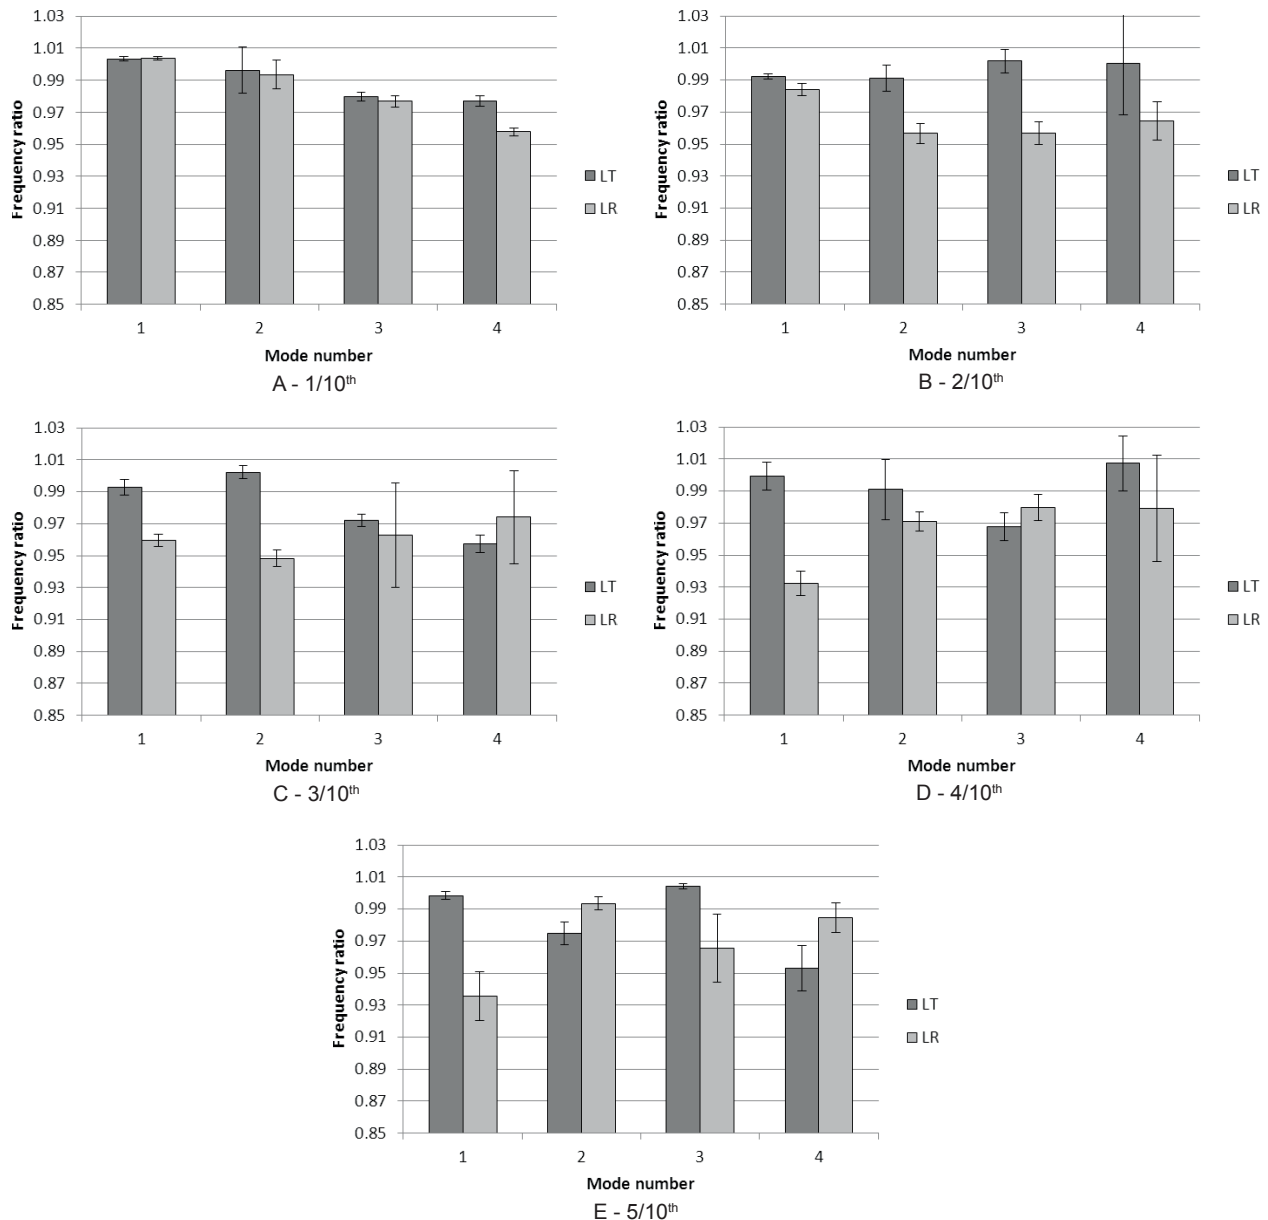 1.03
1.01
0.99
0.97
0.95
0.93
0.91
0.89
0.87
0.85
Frequency ratio
1 2 3 4
Mode number
LT
LR
A - 1/10th
1.03
1.01
0.99
0.97
0.95
0.93
0.91
0.89
0.87
0.85
Frequency ratio
1 2 3 4
Mode number
LT
LR
B - 2/10th
1.03
1.01
0.99
0.97
0.95
0.93
0.91
0.89
0.87
0.85
Frequency ratio
1 2 3 4
Mode number
LT
LR
C - 3/10th
1.03
1.01
0.99
0.97
0.95
0.93
0.91
0.89
0.87
0.85
Frequency ratio
1 2 3 4
Mode number
LT
LR
D - 4/10th
1.03
1.01
0.99
0.97
0.95
0.93
0.91
0.89
0.87
0.85
Frequency ratio
1 2 3 4
Mode number
LT
LR
E - 5/10th